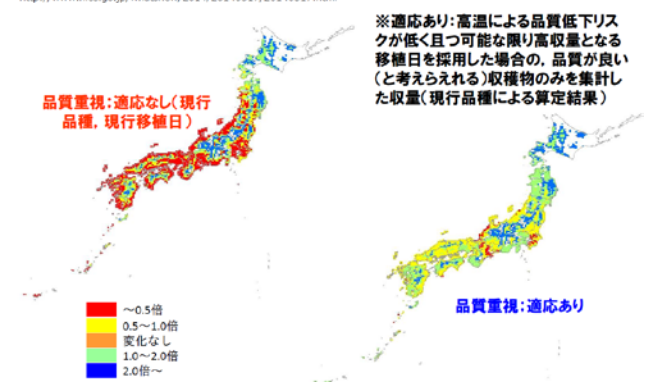 ※適応あり：高温による品質低下リス
クが低く且つ可能な限り高収量となる
移植日を採用した場合の，品質が良い
（と考えらえれる）収穫物のみを集計し
た収量（現行品種による算定結果）
品質重視：適応なし（現行
品種，現行移植日）
品質重視：適応あり
～0.5倍
0.5～1.0倍
変化なし
1.0～2.0倍
2.0倍～